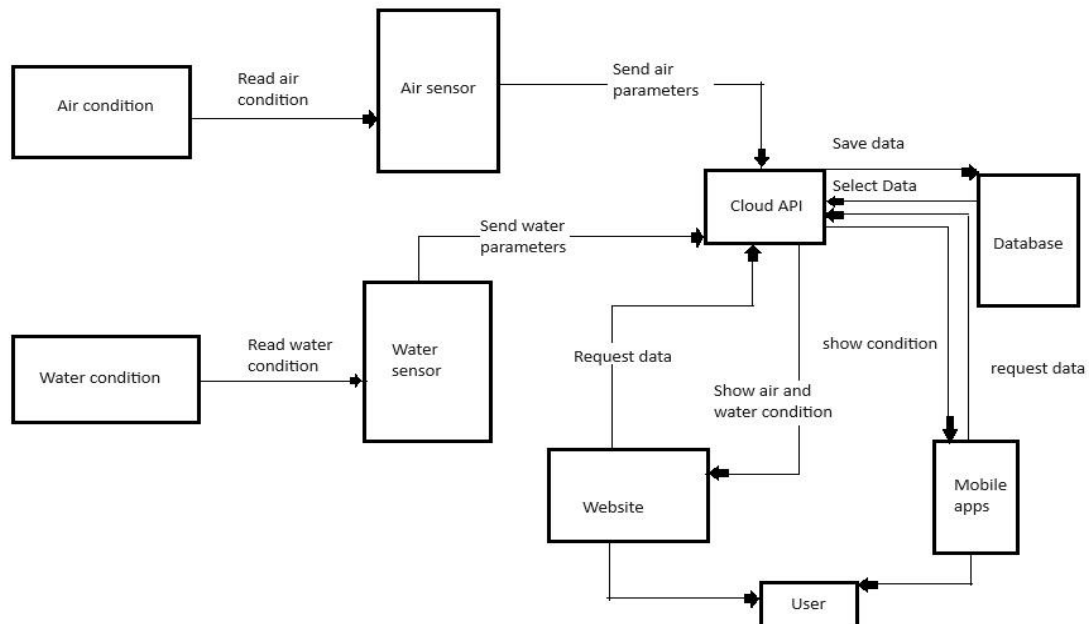 Air condition
Read air
condition
Air sensor
Send air
parameters
Save data
Select Data
Cloud API
Database
Send water
parameters
Water condition
Read water
condition
Water
sensor
Request data
Show air and
water condition
show condition
request data
Website
Mobile
apps
User